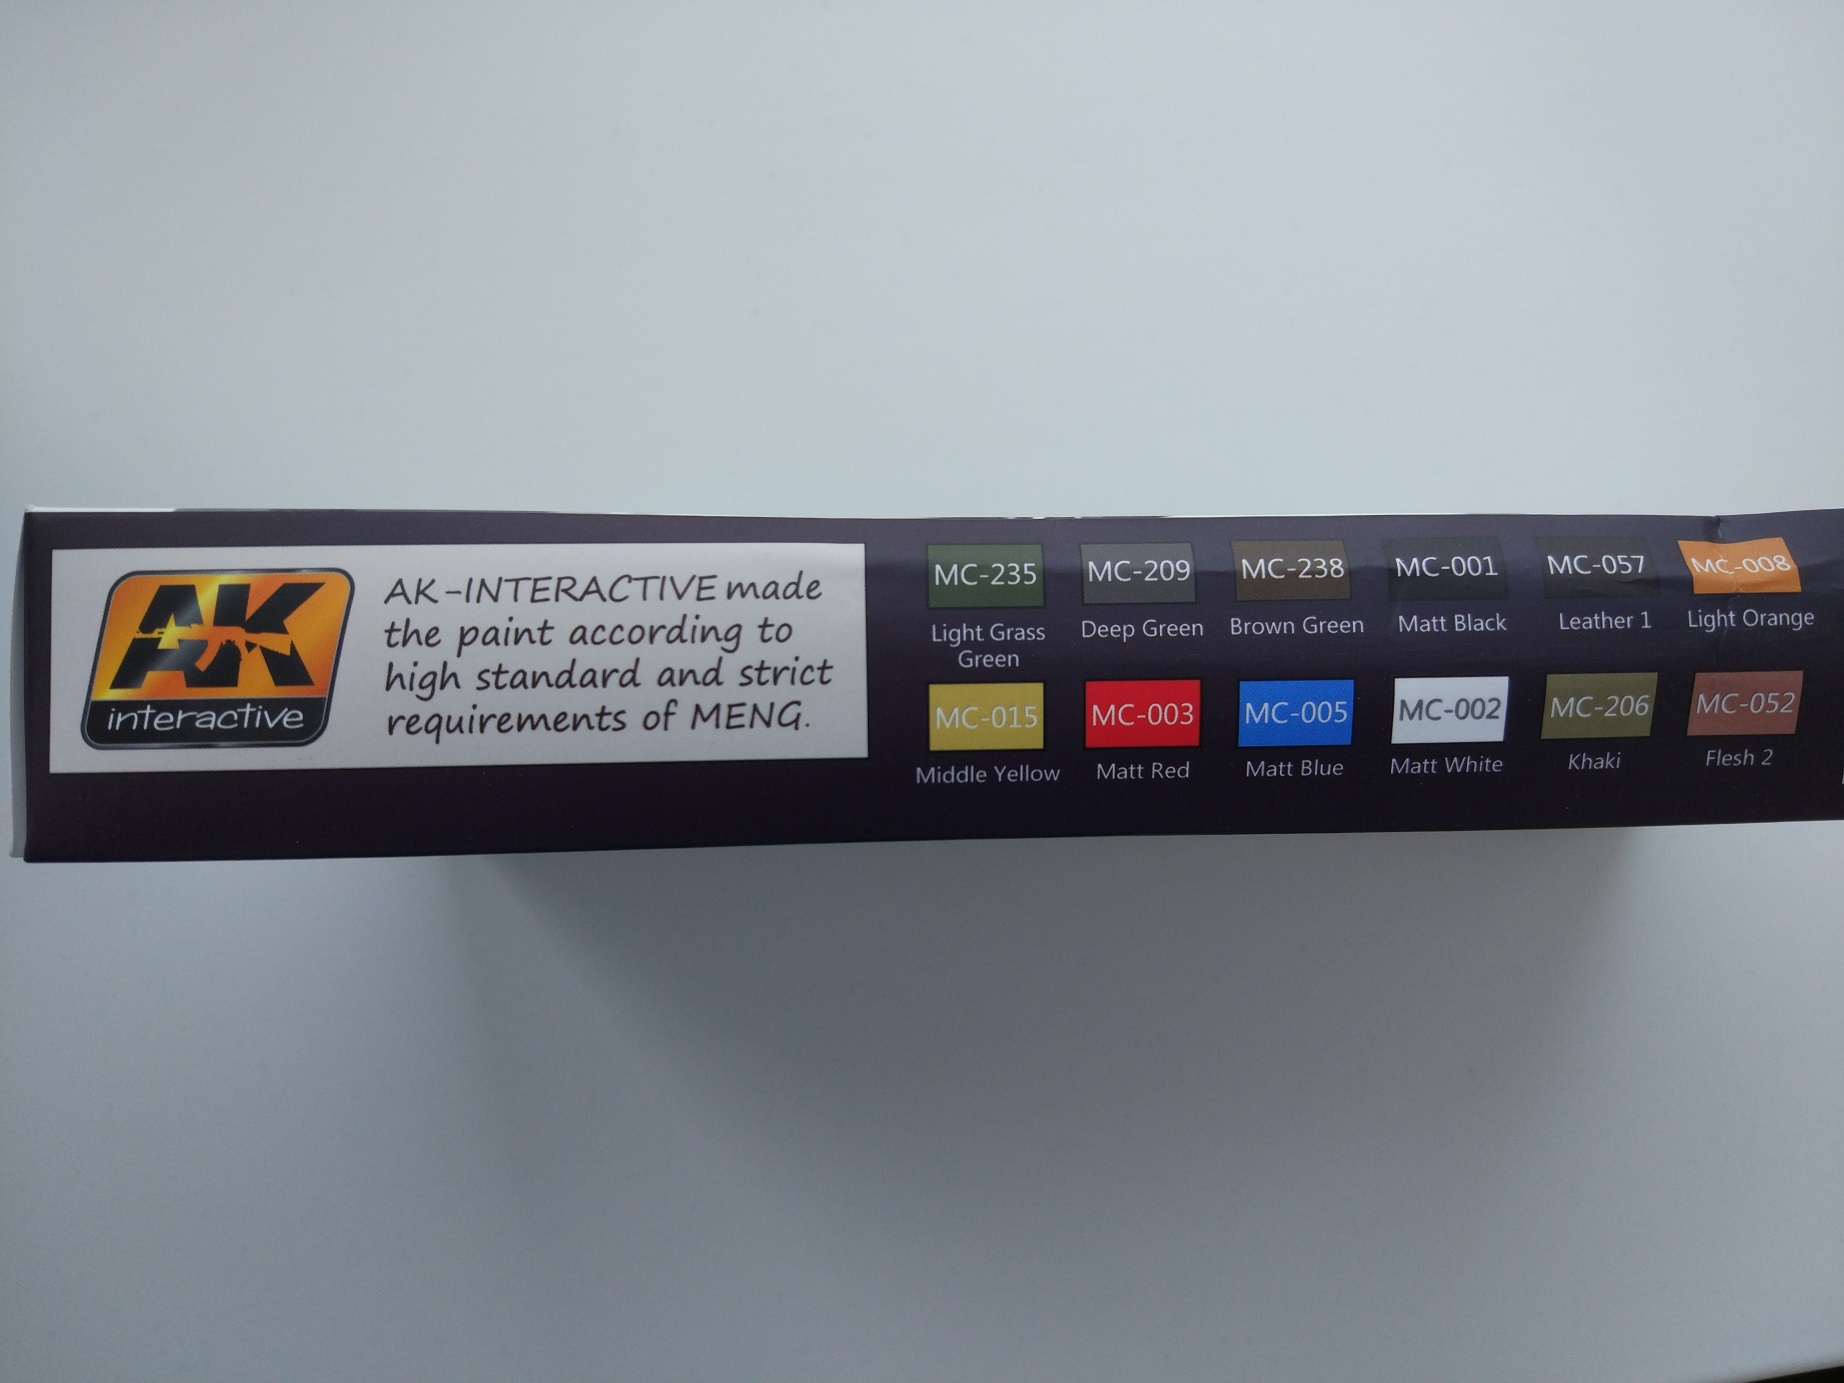 AK
interactive
AK-INTERACTIVE made
the paint according to
high standard and strict
requirements of MENG.
MC-235 MC-209 MC-238 MC-001 MC-057 MC-008
Light Grass Green Deep Green Brown Green Matt Black Leather 1 Light Orange
MC-015 MC-003 MC-005 MC-002 MC-206 MC-052
Middle Yellow Matt Red Matt Blue Matt White Khaki Flesh 2